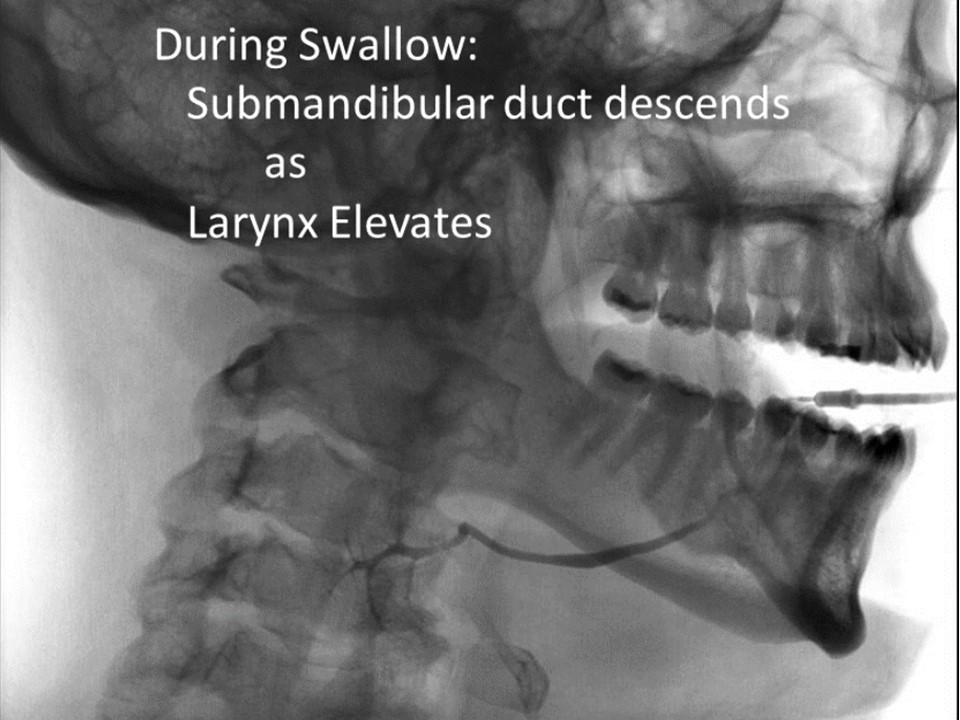 During Swallow:
Submandibular duct descends
as
Larynx Elevates